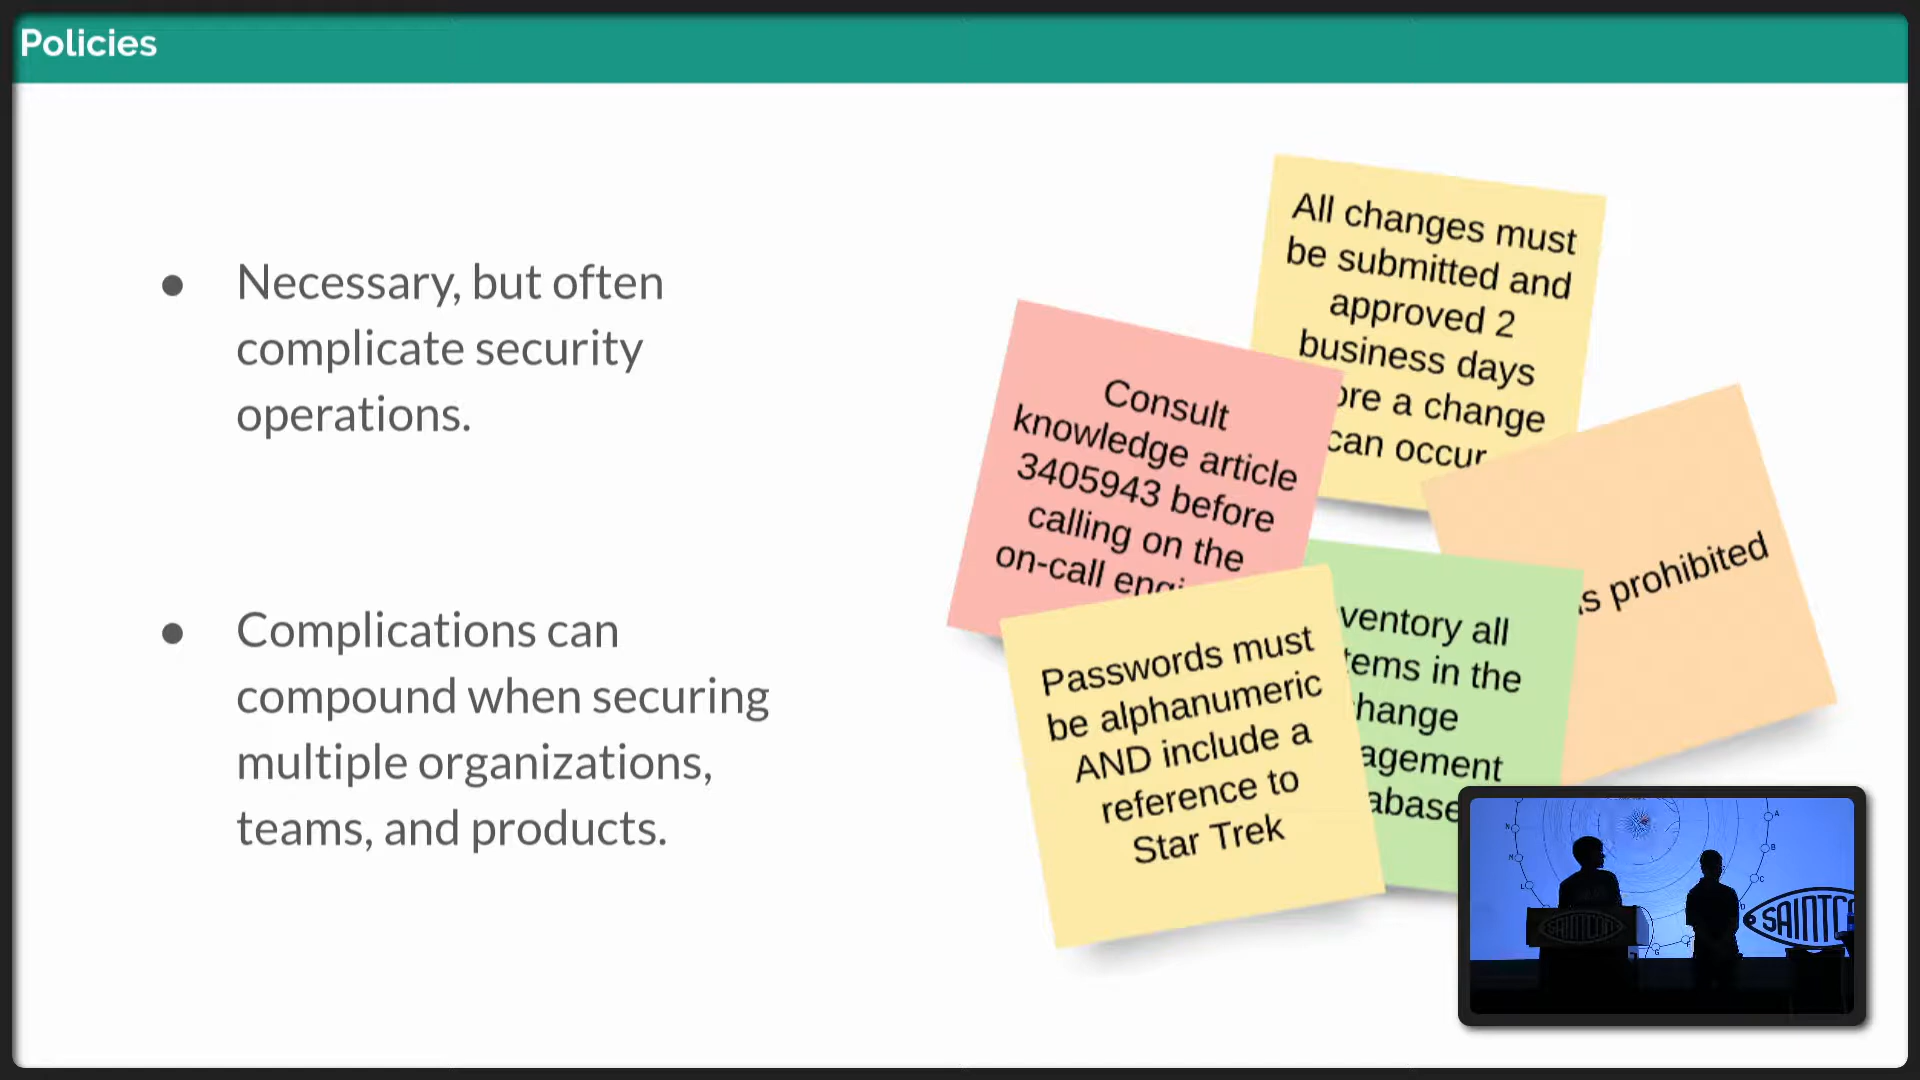 Policies
Necessary, but often
complicate security
operations.
Complications can
compound when securing
multiple organizations,
teams, and products.
All changes must
be submitted and
approved 2
business days
ore a change
can occur
Consult
knowledge article
3405943 before
calling on the
on-call engi
s prohibited
ventory all
tems in the
hange
agement
abase
Passwords must
be alphanumeric
AND include a
reference to
Star Trek
SAINTCON
SAINTC